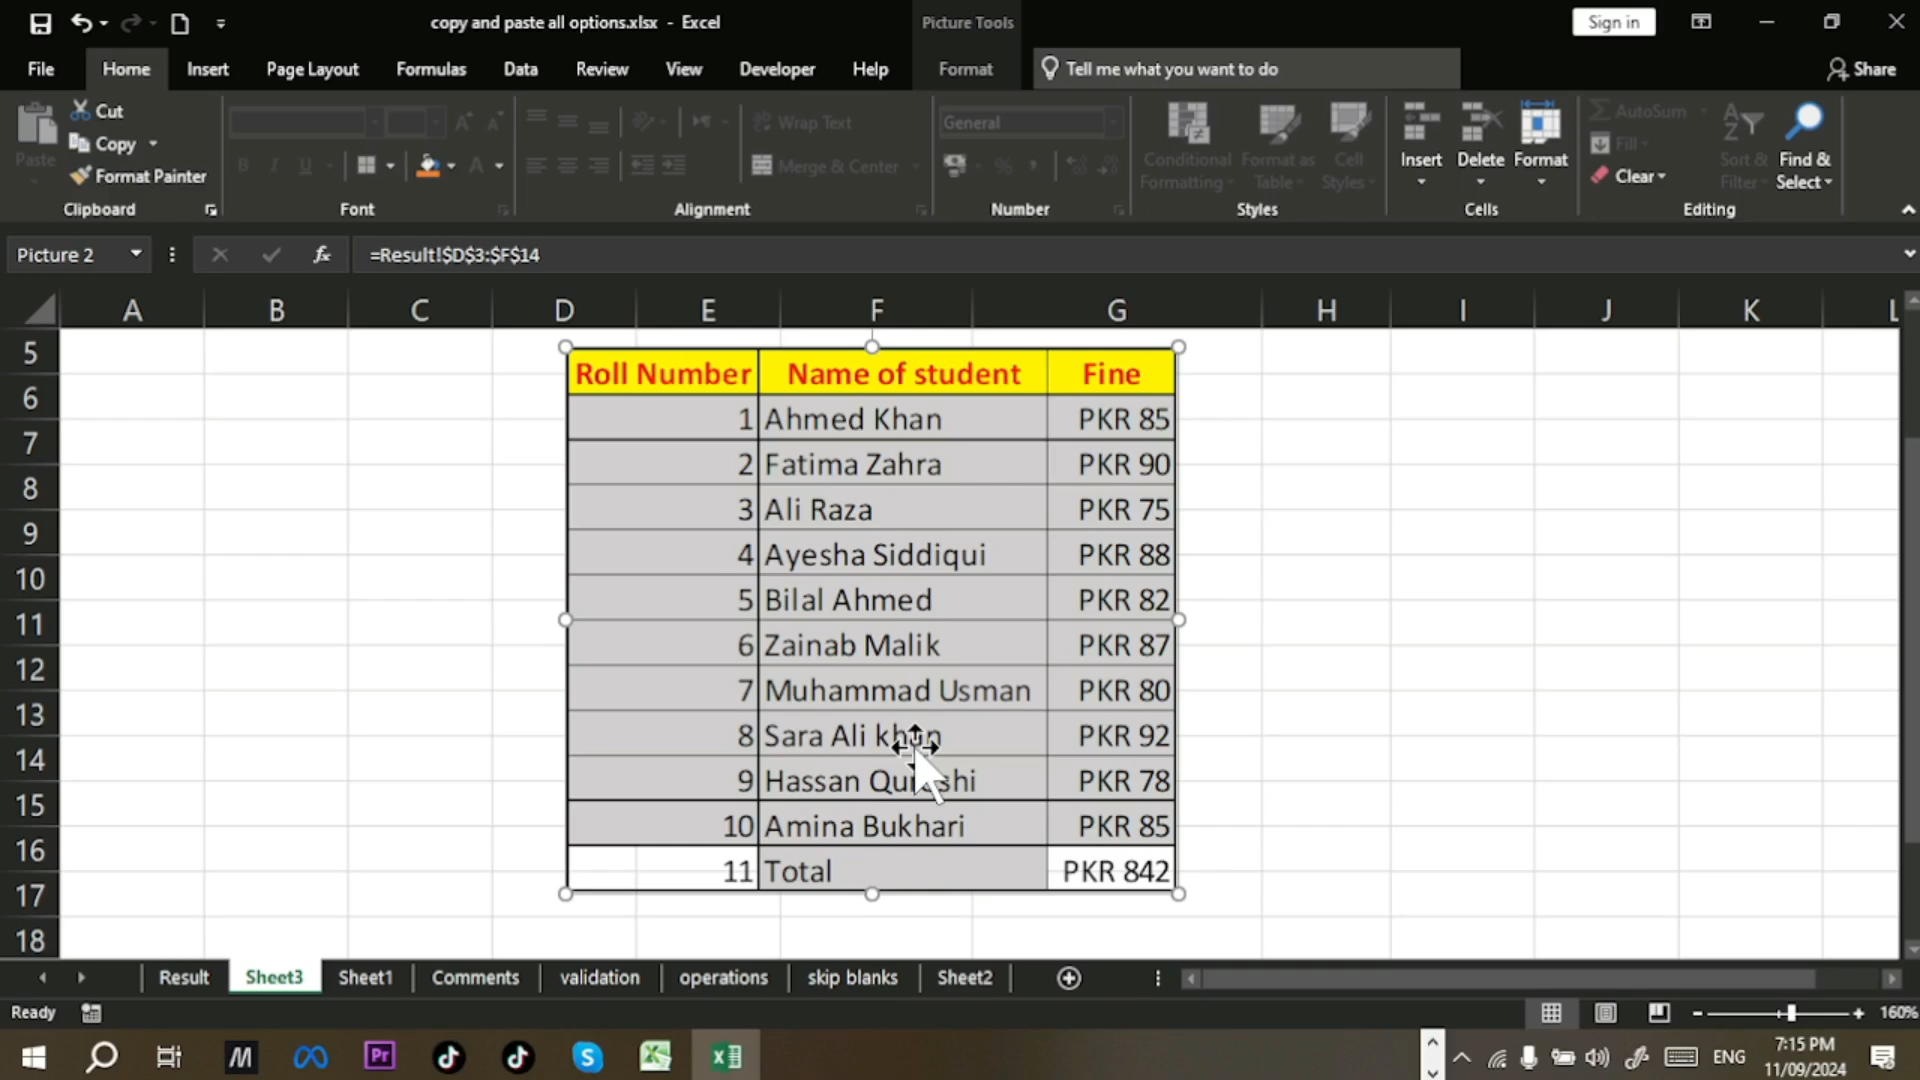 copy and paste all options.xlsx - Excel
Picture Tools
Sign in
File
Home
Insert
Page Layout
Formulas
Data
Review
View
Developer
Help
Format
Tell me what you want to do
Share
Paste
Cut
Copy
Format Painter
Clipboard
Font
Wrap Text
Merge & Center
Alignment
General
Number
Conditional Formatting
Format as Table
Cell Styles
Styles
Insert
Delete
Format
Cells
AutoSum
Fill
Clear
Sort & Filter
Find & Select
Editing
Picture 2
fx
=Result!$D$3:$F$14
A B C D E F G H I J K L
5
6
7
8
9
10
11
12
13
14
15
16
17
18
Roll Number Name of student Fine
1 Ahmed Khan PKR 85
2 Fatima Zahra PKR 90
3 Ali Raza PKR 75
4 Ayesha Siddiqui PKR 88
5 Bilal Ahmed PKR 82
6 Zainab Malik PKR 87
7 Muhammad Usman PKR 80
8 Sara Ali khan PKR 92
9 Hassan Qureshi PKR 78
10 Amina Bukhari PKR 85
11 Total PKR 842
Result
Sheet3
Sheet1
Comments
validation
operations
skip blanks
Sheet2
Ready
160%
Pr
ENG
7:15 PM
11/09/2024